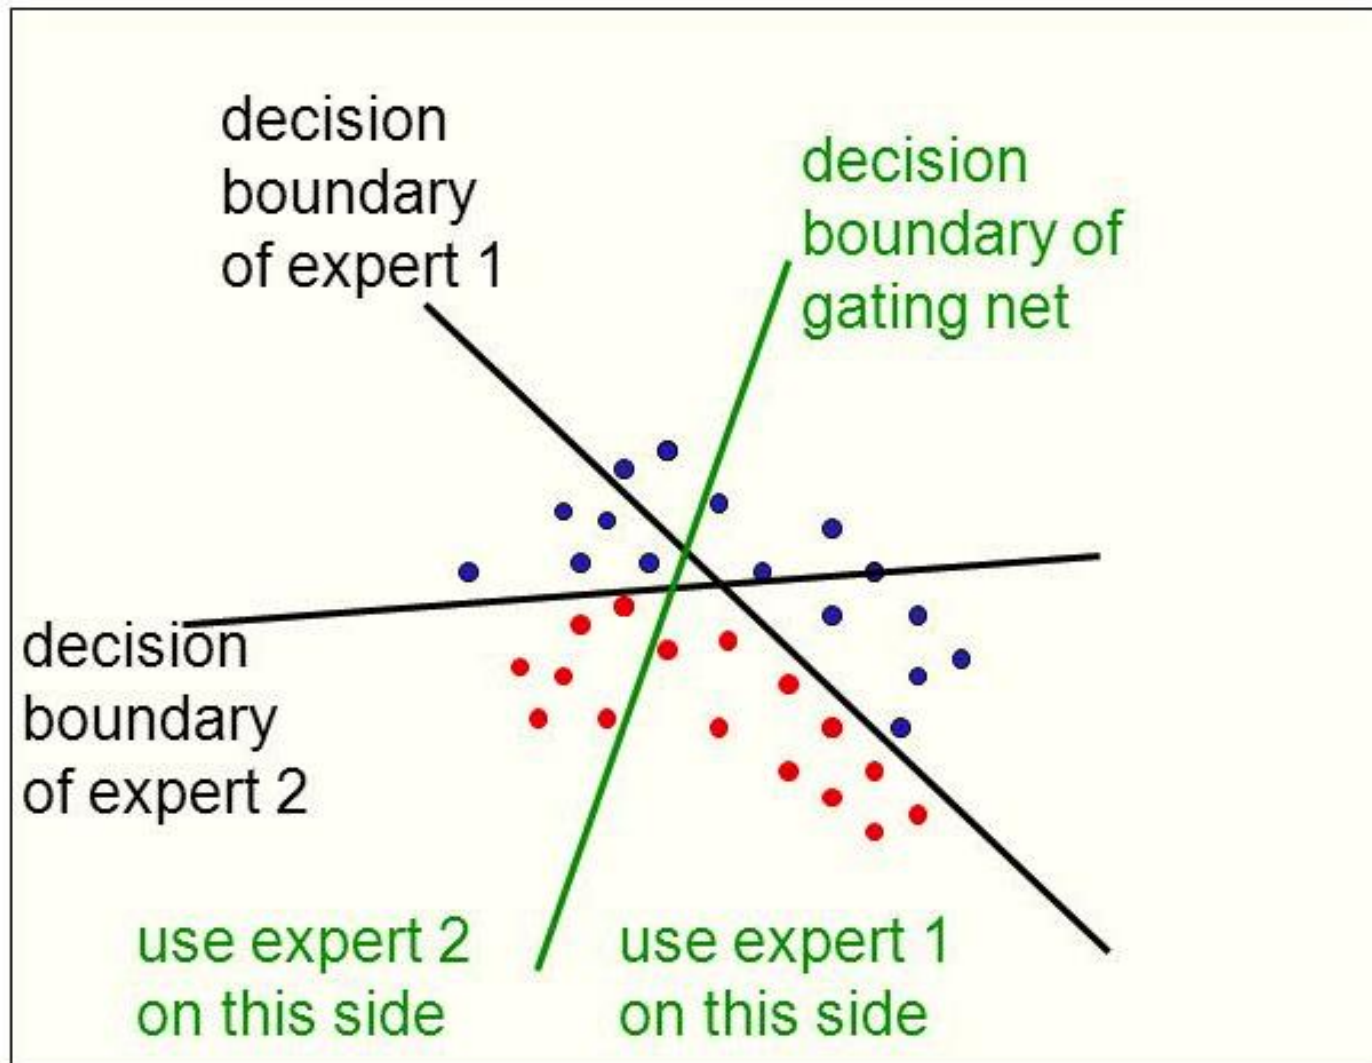 decision
boundary
of expert 1
decision
boundary of
gating net
decision
boundary
of expert 2
use expert 2
on this side
use expert 1
on this side